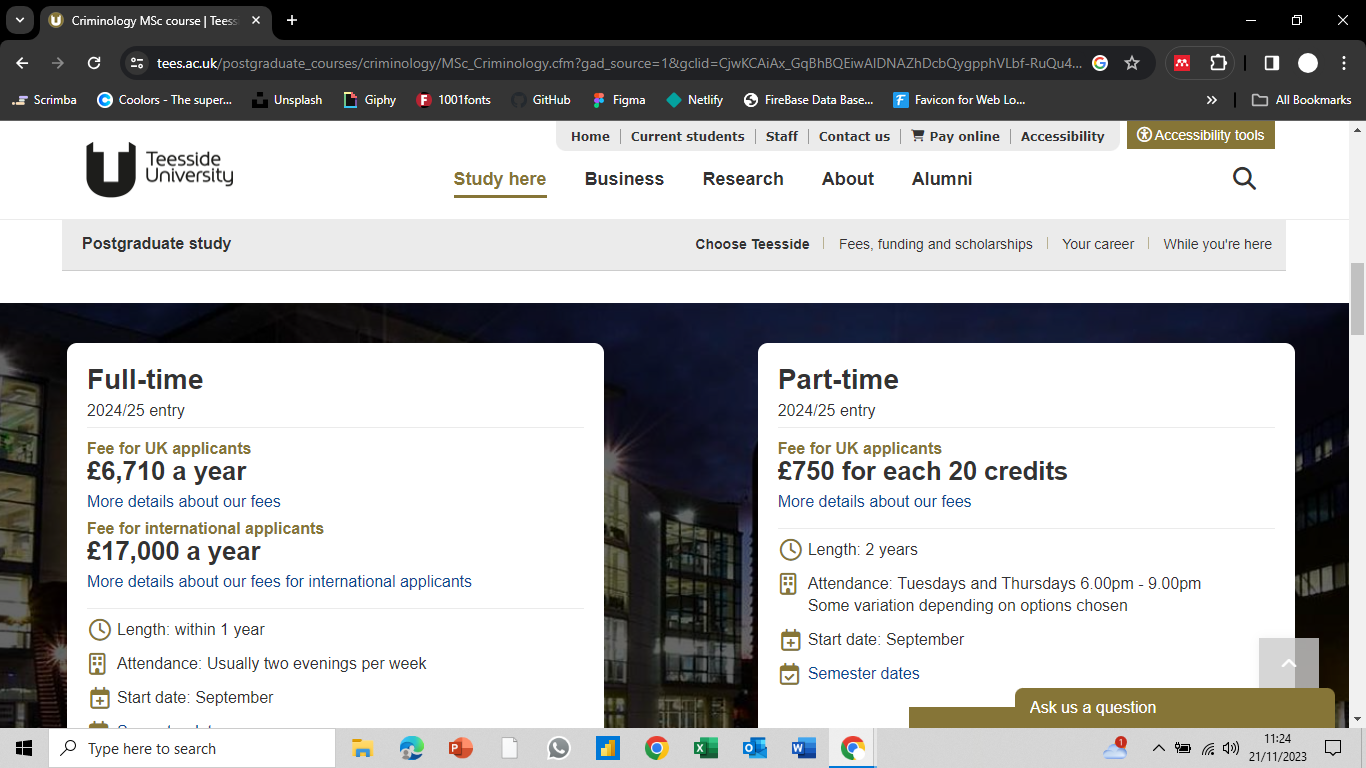 Criminology MSc course | Teess
tees.ac.uk/postgraduate_courses/criminology/MSc_Criminology.cfm?gad_source=1&gclid=CjwKCAiAx_GqBhBQEiwAlDNAZhDcbQygpphVLbf-RuQu4...
Scrimba
Coolors - The super...
Unsplash
Giphy
1001fonts
GitHub
Figma
Netlify
FireBase Data Base...
Favicon for Web Lo...
All Bookmarks
Home
Current students
Staff
Contact us
Pay online
Accessibility
Accessibility tools
Teesside
University
Study here
Business
Research
About
Alumni
Postgraduate study
Choose Teesside
Fees, funding and scholarships
Your career
While you're here
Full-time
2024/25 entry
Fee for UK applicants
£6,710 a year
More details about our fees
Fee for international applicants
£17,000 a year
More details about our fees for international applicants
Length: within 1 year
Attendance: Usually two evenings per week
Start date: September
Part-time
2024/25 entry
Fee for UK applicants
£750 for each 20 credits
More details about our fees
Length: 2 years
Attendance: Tuesdays and Thursdays 6.00pm - 9.00pm
Some variation depending on options chosen
Start date: September
Semester dates
Ask us a question
Type here to search
1
11:24
21/11/2023